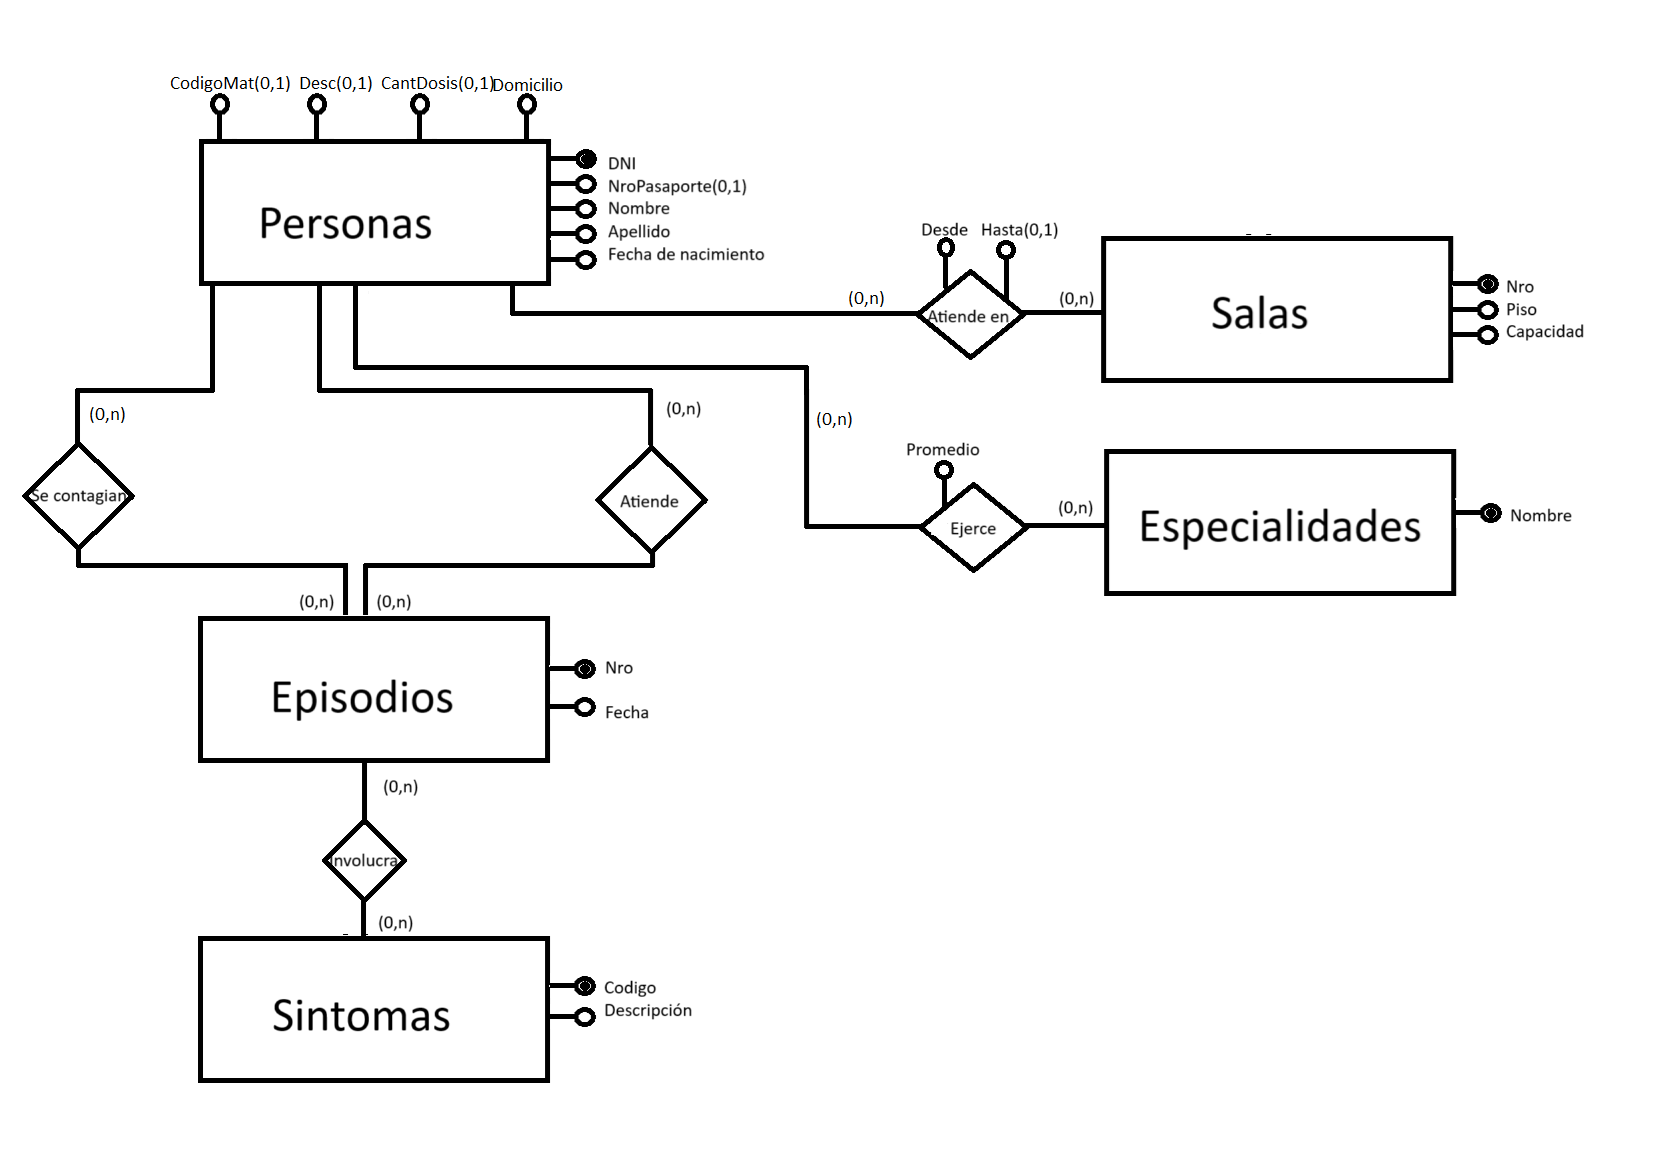 CodigoMat(0,1) Desc(0,1) CantDosis(0,1) Domicilio
Personas
DNI
NroPasaporte(0,1)
Nombre
Apellido
Fecha de nacimiento
Desde Hasta(0,1)
(0,n) Atiende en (0,n)
Salas
Nro
Piso
Capacidad
(0,n)
(0,n)
(0,n)
Se contagian
Atiende
Promedio
Ejerce
(0,n)
Especialidades
Nombre
(0,n) (0,n)
Episodios
Nro
Fecha
(0,n)
Involucra
(0,n)
Sintomas
Codigo
Descripción